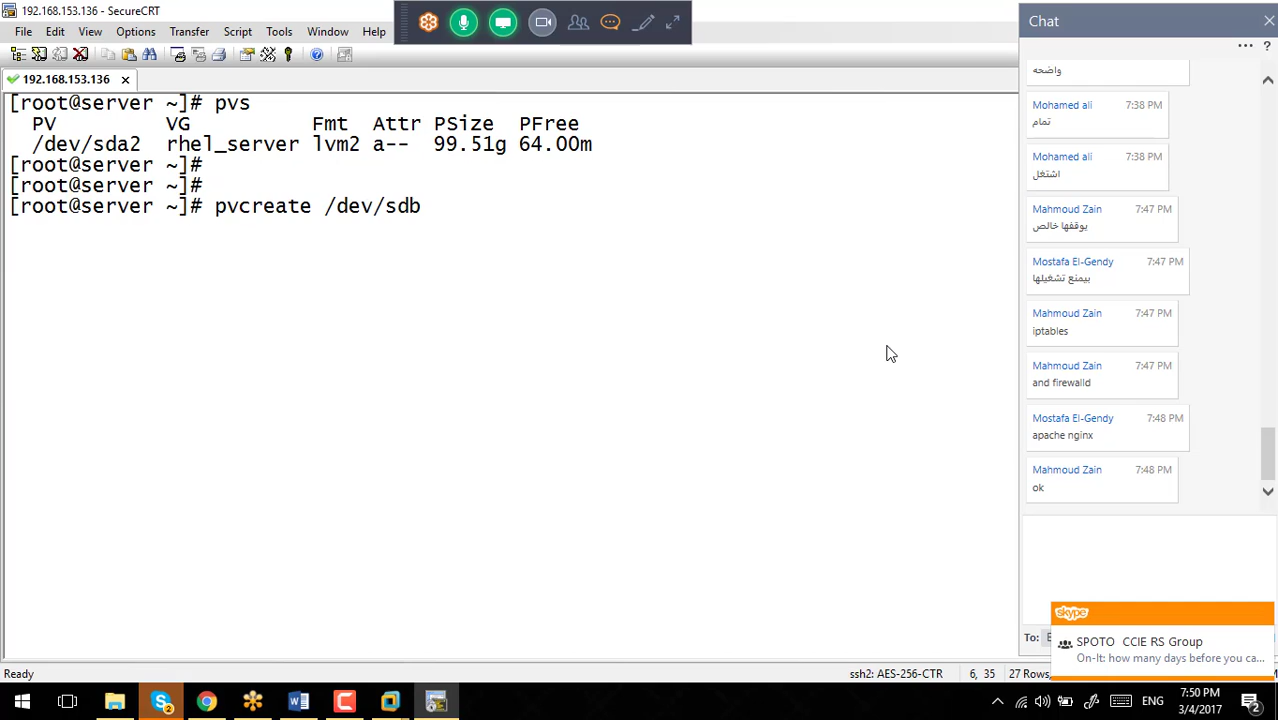 192.168.153.136 - SecureCRT
File Edit View Options Transfer Script Tools Window Help
192.168.153.136
[root@server ~]# pvs
PV VG Fmt Attr PSize PFree
/dev/sda2 rhel_server lvm2 a-- 99.51g 64.00m
[root@server ~]#
[root@server ~]#
[root@server ~]# pvcreate /dev/sdb
Ready
ssh2: AES-256-CTR
6, 35
27 Rows,
Chat
واضحه
Mohamed ali 7:38 PM
تمام
Mohamed ali 7:38 PM
اشتغل
Mahmoud Zain 7:47 PM
يوقفها خالص
Mostafa El-Gendy 7:47 PM
بيمنع تشغيلها
Mahmoud Zain 7:47 PM
iptables
Mahmoud Zain 7:47 PM
and firewalld
Mostafa El-Gendy 7:48 PM
apache nginx
Mahmoud Zain 7:48 PM
ok
To:
skype
SPOTO CCIE RS Group
On-It: how many days before you ca...
ENG
7:50 PM
3/4/2017
2